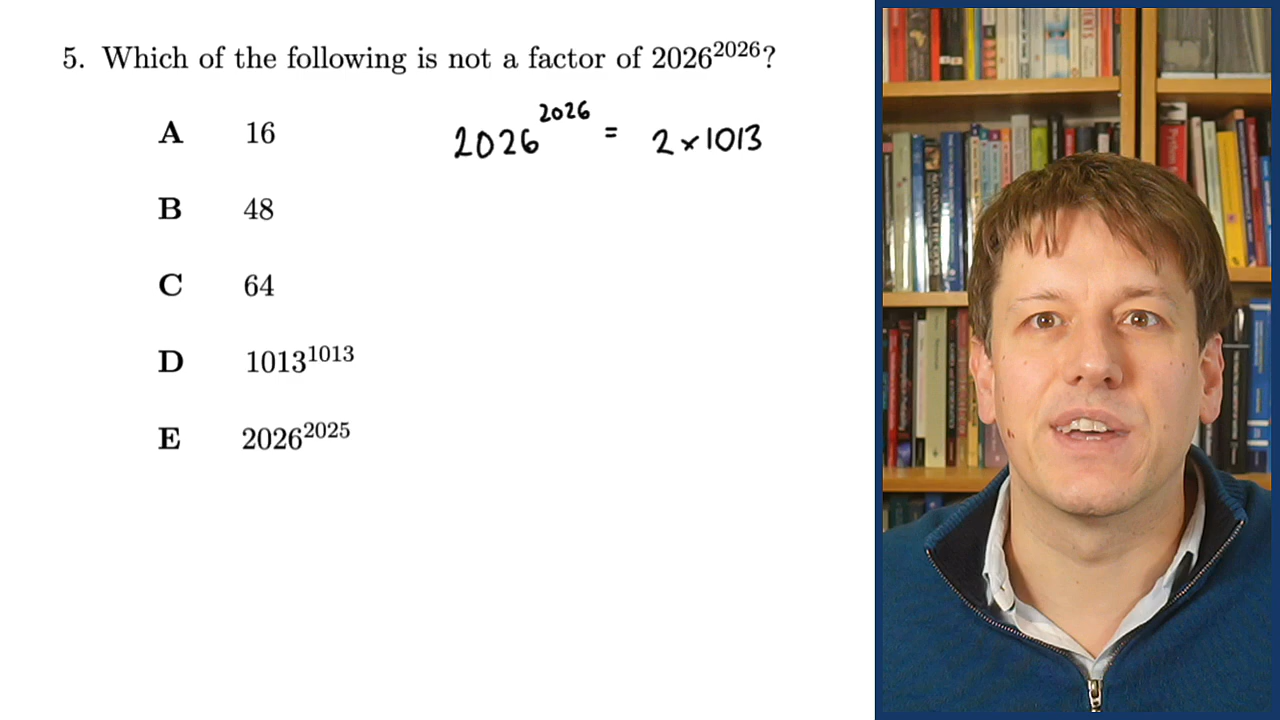 5. Which of the following is not a factor of 2026^2026?
A 16
2026^2026 = 2×1013
B 48
C 64
D 1013^1013
E 2026^2025